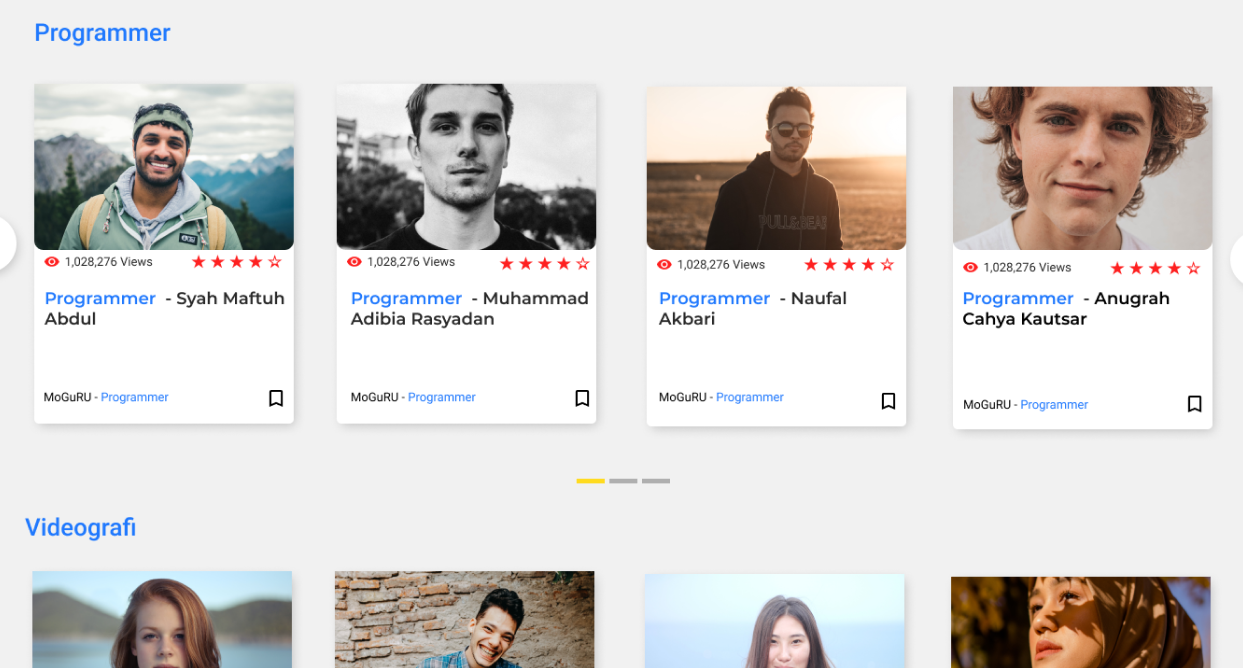 Programmer
PULL&BEAR
1,028,276 Views
1,028,276 Views
1,028,276 Views
1,028,276 Views
Programmer - Syah Maftuh
Abdul
Programmer - Muhammad
Adibia Rasyadan
Programmer - Naufal
Akbari
Programmer - Anugrah
Cahya Kautsar
MoGuRU - Programmer
MoGuRU - Programmer
MoGuRU - Programmer
MoGuRU - Programmer
Videografi